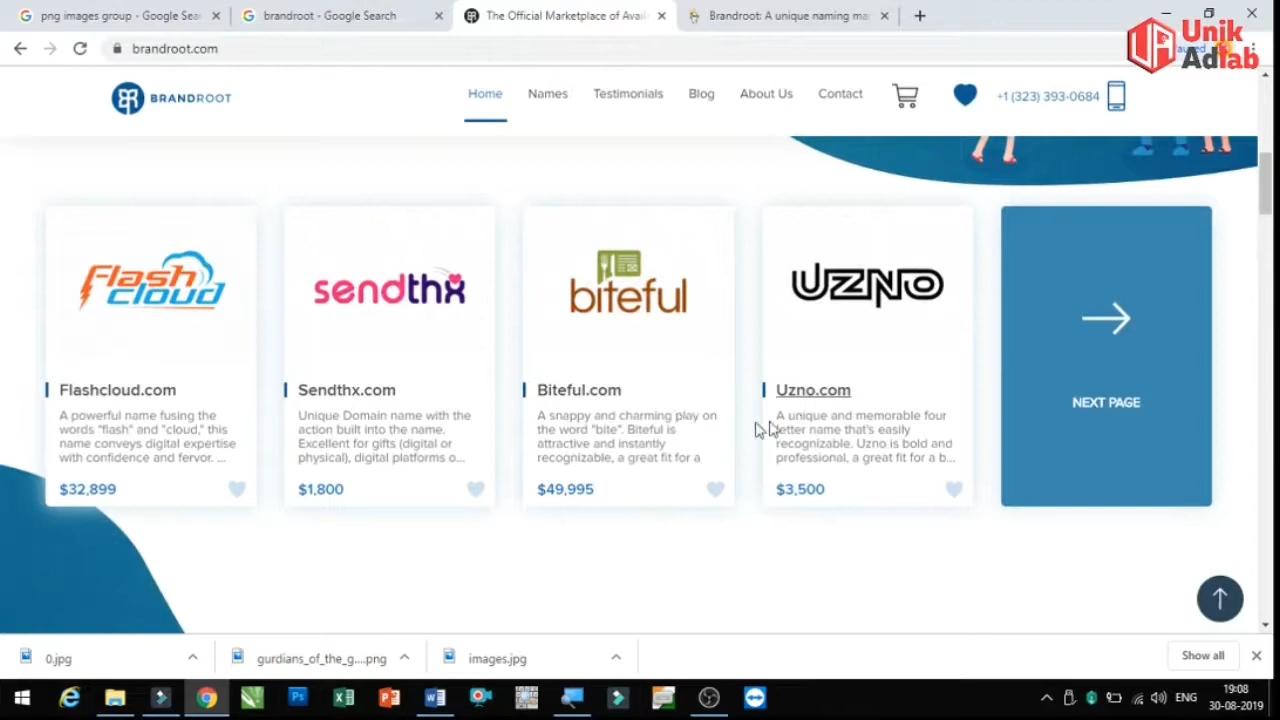 png images group - Google Sea
brandroot - Google Search
The Official Marketplace of Avail
Brandroot: A unique naming ma
brandroot.com
Unik
Adlab
BRANDROOT
Home
Names
Testimonials
Blog
About Us
Contact
+1 (323) 393-0684
Flash
cloud
sendthx
biteful
UZNO
Flashcloud.com
A powerful name fusing the
words "flash" and "cloud," this
name conveys digital expertise
with confidence and fervor. ...
$32,899
Sendthx.com
Unique Domain name with the
action built into the name.
Excellent for gifts (digital or
physical), digital platforms o...
$1,800
Biteful.com
A snappy and charming play on
the word "bite". Biteful is
attractive and instantly
recognizable, a great fit for a
$49,995
Uzno.com
A unique and memorable four
letter name that's easily
recognizable. Uzno is bold and
professional, a great fit for a b...
$3,500
NEXT PAGE
0.jpg
gurdians_of_the_g....png
images.jpg
Show all
ENG
19:08
30-08-2019